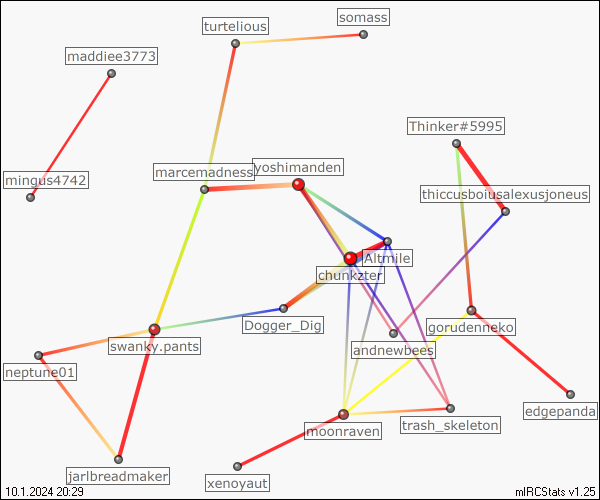 somass
turtelious
maddiee3773
Thinker#5995
yoshimanden
marcemadness
mingus4742
thiccusboiusalexusjoneus
Altmile
chunkzter
Dogger_Dig
gorudenneko
swanky.pants
andnewbees
neptune01
edgepanda
trash_skeleton
moonraven
jarlbreadmaker
xenoyaut
10.1.2024 20:29
mIRCStats v1.25